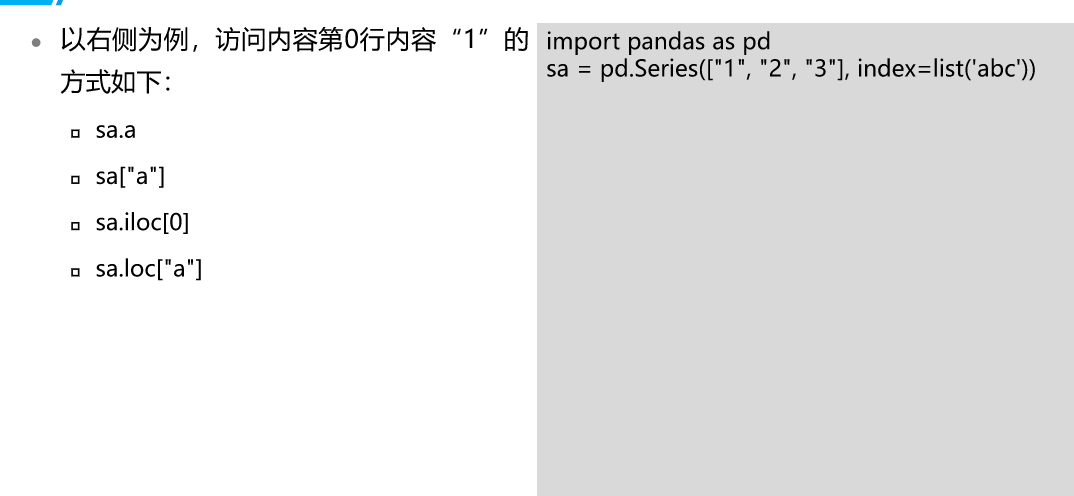 以右侧为例，访问内容第0行内容“1”的
方式如下：
sa.a
sa["a"]
sa.iloc[0]
sa.loc["a"]
import pandas as pd
sa = pd.Series(["1", "2", "3"], index=list('abc'))